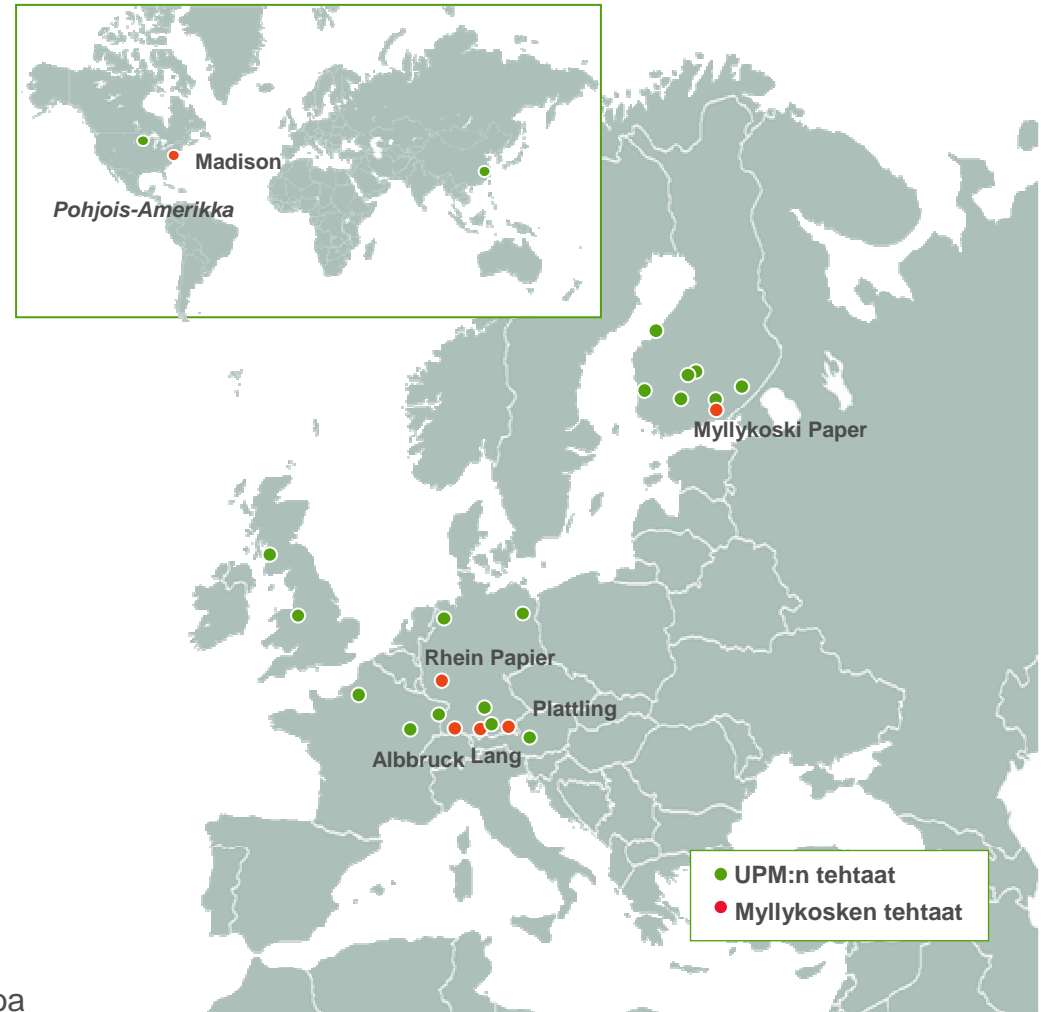 Madison
Pohjois-Amerikka
Myllykoski Paper
Rhein Papier
Plattling
Albbruck
Lang
UPM:n tehtaat
Myllykosken tehtaat